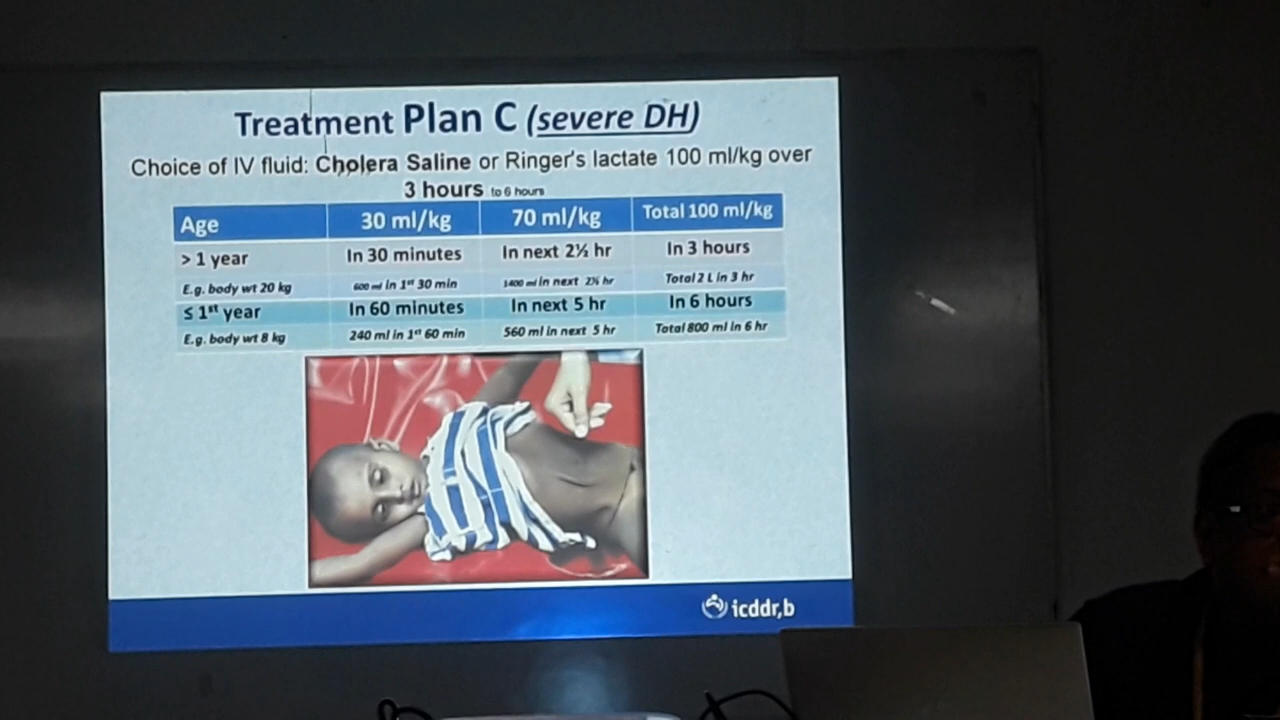 Treatment Plan C (severe DH)
Choice of IV fluid: Cholera Saline or Ringer's lactate 100 ml/kg over
3 hours to 6 hours
Age 30 ml/kg 70 ml/kg Total 100 ml/kg
> 1 year In 30 minutes In next 2½ hr In 3 hours
E.g. body wt 20 kg 600 ml in 1st 30 min 1400 ml in next 2½ hr Total 2 L in 3 hr
≤ 1st year In 60 minutes In next 5 hr In 6 hours
E.g. body wt 8 kg 240 ml in 1st 60 min 560 ml in next 5 hr Total 800 ml in 6 hr
icddr,b